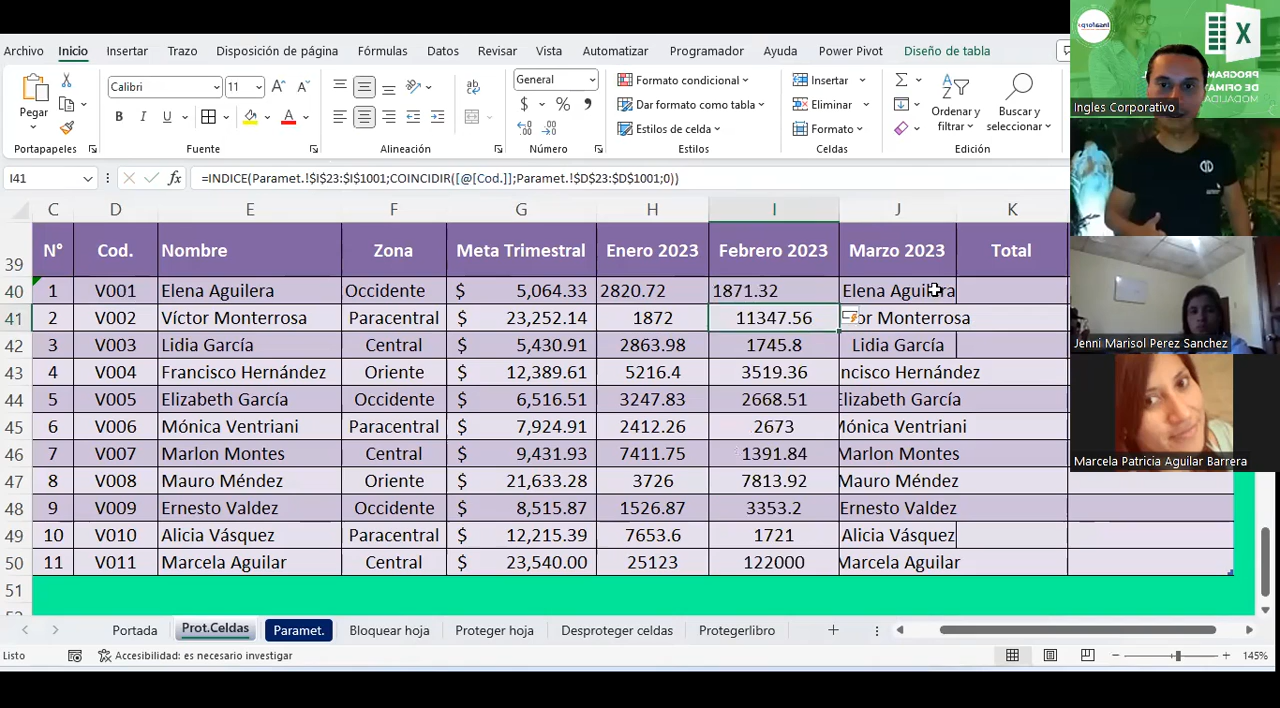 Archivo Inicio Insertar Trazo Disposición de página Fórmulas Datos Revisar Vista Automatizar Programador Ayuda Power Pivot Diseño de tabla
Pegar
Portapapeles
Calibri 11
N K S
Fuente
Alineación
General
$ % 
Número
Formato condicional
Dar formato como tabla
Estilos de celda
Estilos
Insertar
Eliminar
Formato
Celdas
Ordenar y filtrar
Buscar y seleccionar
Edición
I41 fx =INDICE(Paramet.!$I$23:$I$1001;COINCIDIR([@[Cod.];Paramet.!$D$23:$D$1001;0))
C D E F G H I J K
39 N° Cod. Nombre Zona Meta Trimestral Enero 2023 Febrero 2023 Marzo 2023 Total
40 1 V001 Elena Aguilera Occidente $ 5,064.33 2820.72 1871.32 Elena Aguilera
41 2 V002 Víctor Monterrosa Paracentral $ 23,252.14 1872 11347.56 or Monterrosa
42 3 V003 Lidia García Central $ 5,430.91 2863.98 1745.8 Lidia García
43 4 V004 Francisco Hernández Oriente $ 12,389.61 5216.4 3519.36 ncisco Hernández
44 5 V005 Elizabeth García Occidente $ 6,516.51 3247.83 2668.51 Elizabeth García
45 6 V006 Mónica Ventriani Paracentral $ 7,924.91 2412.26 2673 Mónica Ventriani
46 7 V007 Marlon Montes Central $ 9,431.93 7411.75 1391.84 Marlon Montes
47 8 V008 Mauro Méndez Oriente $ 21,633.28 3726 7813.92 Mauro Méndez
48 9 V009 Ernesto Valdez Occidente $ 8,515.87 1526.87 3353.2 Ernesto Valdez
49 10 V010 Alicia Vásquez Paracentral $ 12,215.39 7653.6 1721 Alicia Vásquez
50 11 V011 Marcela Aguilar Central $ 23,540.00 25123 122000 Marcela Aguilar
51
Portada Prot.Celdas Paramet. Bloquear hoja Proteger hoja Desproteger celdas Protegerlibro
Listo Accesibilidad: es necesario investigar 145%
Ingles Corporativo
Jenni Marisol Perez Sanchez
Marcela Patricia Aguilar Barrera